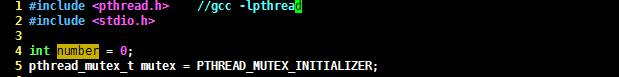 1 #include <pthread.h>    //gcc -lpthread
2 #include <stdio.h>
3
4 int number = 0;
5 pthread_mutex_t mutex = PTHREAD_MUTEX_INITIALIZER;